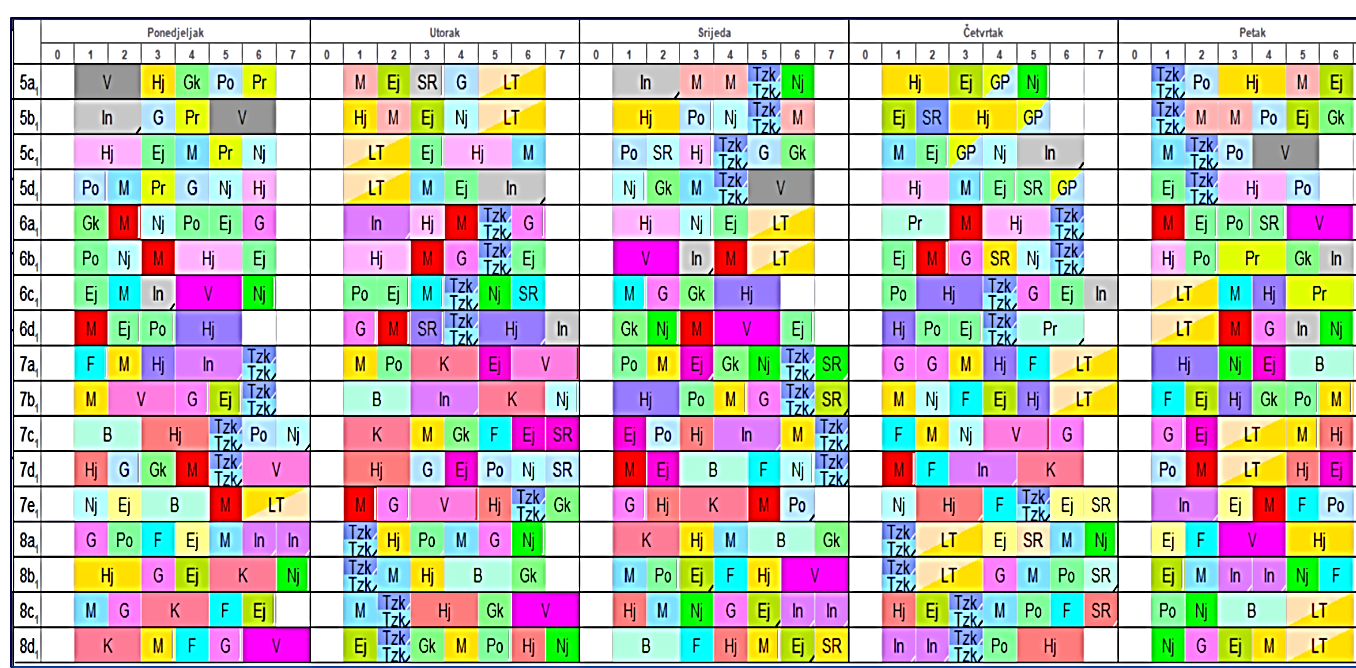 Ponedjeljak Utorak Srijeda Četvrtak Petak
0 1 2 3 4 5 6 7 0 1 2 3 4 5 6 7 0 1 2 3 4 5 6 7 0 1 2 3 4 5 6 7 0 1 2 3 4 5 6
5a1 V Hj Gk Po Pr M Ej SR G LT In M M Tzk Tzk Nj Hj Ej GP Nj Tzk Tzk Po Hj M Ej
5b1 In G Pr V Hj M Ej Nj LT Hj Po Nj Tzk Tzk M Ej SR Hj GP Tzk Tzk M M Po Ej Gk
5c1 Hj Ej M Pr Nj LT Ej Hj M Po SR Hj Tzk Tzk G Gk M Ej GP Nj In M Tzk Tzk Po V
5d1 Po M Pr G Nj Hj LT M Ej In Nj Gk M Tzk Tzk V Hj M Ej SR GP Ej Tzk Tzk Hj Po
6a1 Gk M Nj Po Ej G In Hj M Tzk Tzk G Hj Nj Ej LT Pr M Hj Tzk Tzk M Ej Po SR V
6b1 Po Nj M Hj Ej Hj M G Tzk Tzk Ej V In M LT Ej M G SR Nj Tzk Tzk Hj Po Pr Gk In
6c1 Ej M In V Nj Po Ej M Tzk Tzk Nj SR M G Gk Hj Po Hj Tzk Tzk G Ej In LT M Hj Pr
6d1 M Ej Po Hj G M SR Tzk Tzk Hj In Gk Nj M V Ej Hj Po Ej Tzk Tzk Pr LT M G In Nj
7a1 F M Hj In Tzk Tzk M Po K Ej V Po M Ej Gk Nj Tzk Tzk SR G G M Hj F LT Hj Nj Ej B
7b1 M V G Ej Tzk Tzk B In K Nj Hj Po M G Tzk Tzk SR M Nj F Ej Hj LT F Ej Hj Gk Po M
7c1 B Hj Tzk Tzk Po Nj K M Gk F Ej SR Ej Po Hj In M Tzk Tzk F M Nj V G G Ej LT M Hj
7d1 Hj G Gk M Tzk Tzk V Hj G Ej Po Nj SR M Ej B F Nj Tzk Tzk M F In K Po M LT Hj Ej
7e1 Nj Ej B M LT M G V Hj Tzk Tzk Gk G Hj K M Po Nj Hj F Tzk Tzk Ej SR In Ej M F Po
8a1 G Po F Ej M In In Tzk Tzk Hj Po M G Nj K Hj M B Gk Tzk Tzk LT Ej SR M Nj Ej F V Hj
8b1 Hj G Ej K Nj Tzk Tzk M Hj B Gk M Po Ej F Hj V Tzk Tzk LT G M Po SR Ej M In In Nj F
8c1 M G K F Ej M Tzk Tzk Hj Gk V Hj M Nj G Ej In In Hj Ej Tzk Tzk M Po F SR Po Nj B LT
8d1 K M F G V Ej Tzk Tzk Gk M Po Hj Nj B F Hj M Ej SR In In Tzk Tzk Po Hj Nj G Ej M LT